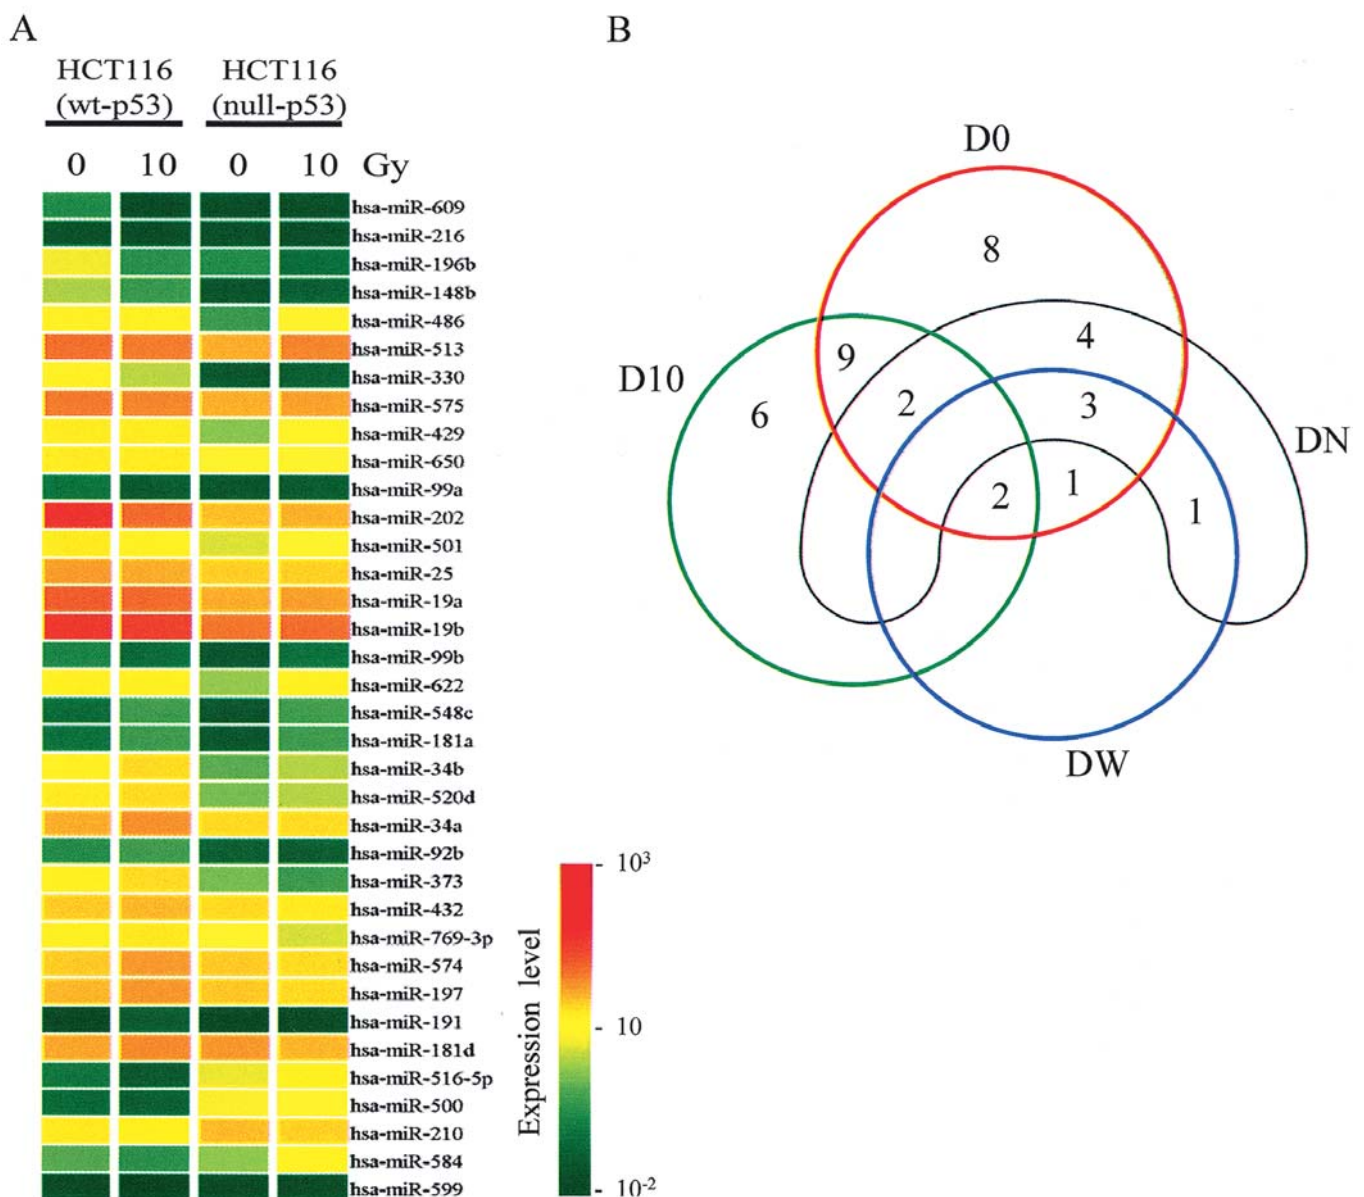 A
B
HCT116
(wt-p53)
HCT116
(null-p53)
0 10 0 10 Gy
hsa-miR-609
hsa-miR-216
hsa-miR-196b
hsa-miR-148b
hsa-miR-486
hsa-miR-513
hsa-miR-330
hsa-miR-575
hsa-miR-429
hsa-miR-650
hsa-miR-99a
hsa-miR-202
hsa-miR-501
hsa-miR-25
hsa-miR-19a
hsa-miR-19b
hsa-miR-99b
hsa-miR-622
hsa-miR-548c
hsa-miR-181a
hsa-miR-34b
hsa-miR-520d
hsa-miR-34a
hsa-miR-92b
hsa-miR-373
hsa-miR-432
hsa-miR-769-3p
hsa-miR-574
hsa-miR-197
hsa-miR-191
hsa-miR-181d
hsa-miR-516-5p
hsa-miR-500
hsa-miR-210
hsa-miR-584
hsa-miR-599
Expression level
- 10³
- 10
- 10⁻²
D0
8
4
9
D10
2
3
6
DN
2
1
1
DW